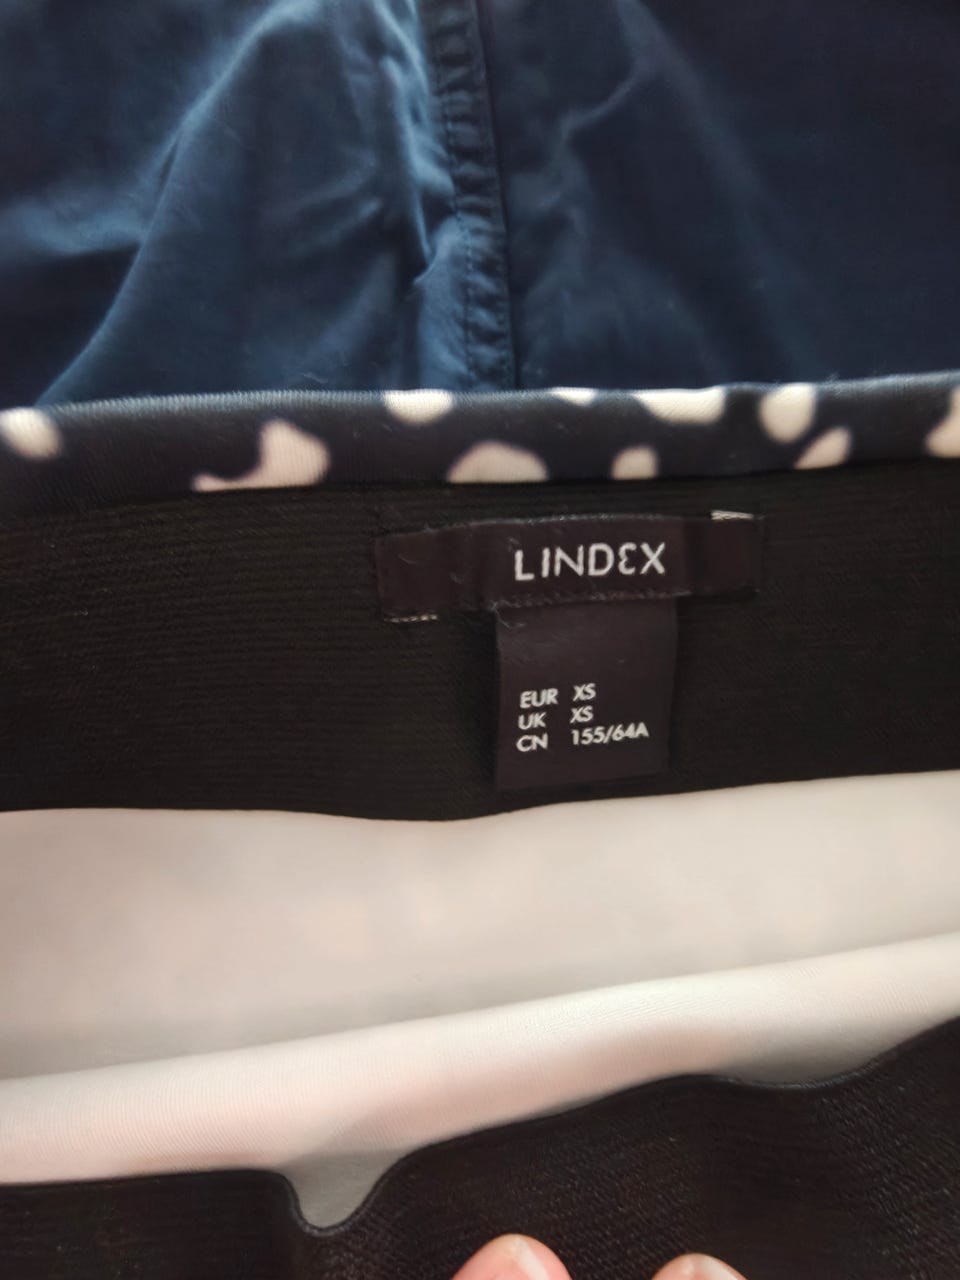 LINDEX
EUR XS
UK XS
CN 155/64A